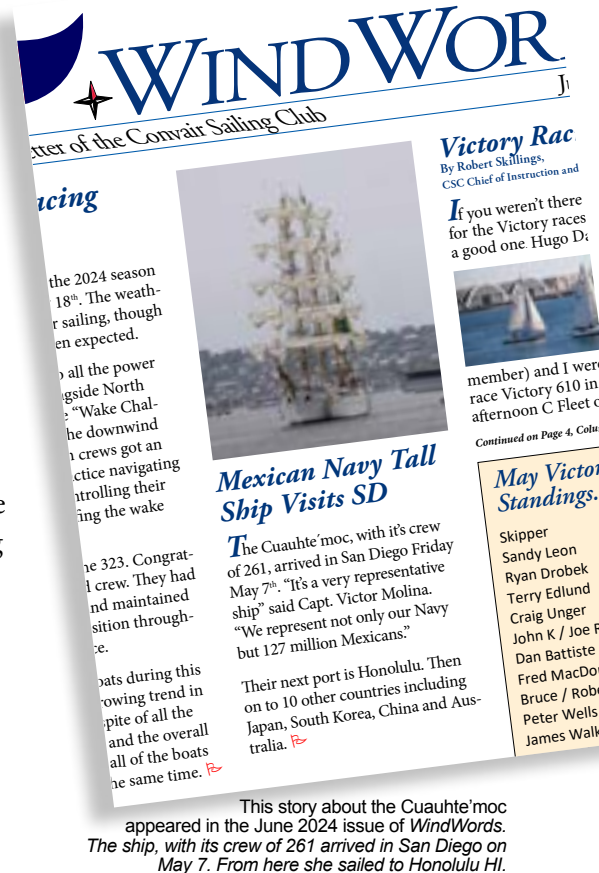 WIND WOR
tter of the Convair Sailing Club
acing
the 2024 season
18th. The weath-
r sailing, though
en expected.
o all the power
gside North
"Wake Chal-
he downwind
crews got an
ctice navigating
ntrolling their
fing the wake
ne 323. Congrat-
d crew. They had
nd maintained
sition through-
ce.
oats during this
rowing trend in
spite of all the
and the overall
all of the boats
he same time.
Mexican Navy Tall
Ship Visits SD
The Cuauhte´moc, with it's crew
of 261, arrived in San Diego Friday
May 7th. "It's a very representative
ship" said Capt. Victor Molina.
"We represent not only our Navy
but 127 million Mexicans."
Their next port is Honolulu. Then
on to 10 other countries including
Japan, South Korea, China and Aus-
tralia.
Victory Rac
By Robert Skillings,
CSC Chief of Instruction and
If you weren't there
for the Victory races
a good one. Hugo Da
member) and I were
race Victory 610 in
afternoon C Fleet o
Continued on Page 4, Colu
May Victor
Standings.
Skipper
Sandy Leon
Ryan Drobek
Terry Edlund
Craig Unger
John K / Joe R
Dan Battiste
Fred MacDo
Bruce / Robe
Peter Wells
James Walk
This story about the Cuauhte'moc
appeared in the June 2024 issue of WindWords.
The ship, with its crew of 261 arrived in San Diego on
May 7. From here she sailed to Honolulu HI.